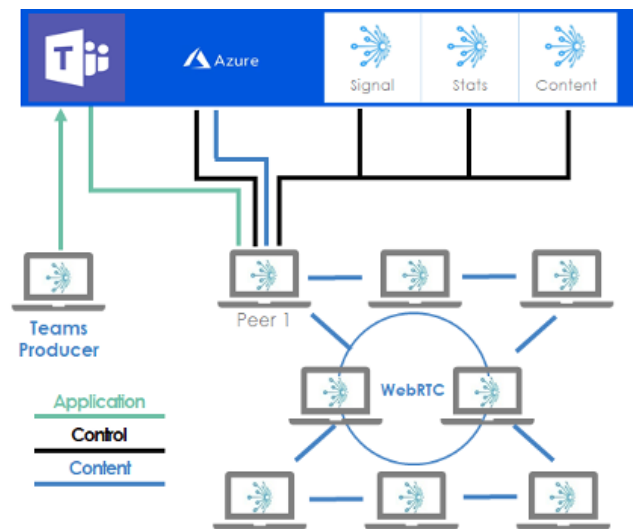 T
Azure
Signal
Stats
Content
Teams
Producer
Peer 1
WebRTC
Application
Control
Content